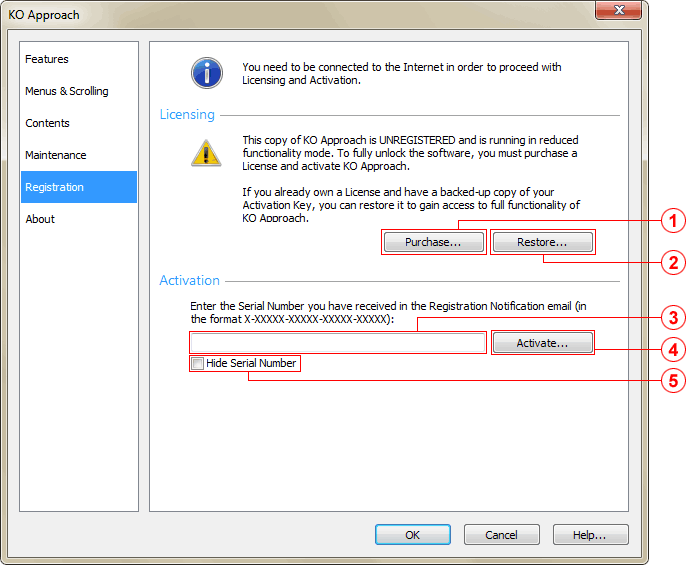 KO Approach
Features
Menus & Scrolling
Contents
Maintenance
Registration
About
You need to be connected to the Internet in order to proceed with
Licensing and Activation.
Licensing
This copy of KO Approach is UNREGISTERED and is running in reduced
functionality mode. To fully unlock the software, you must purchase a
License and activate KO Approach.
If you already own a License and have a backed-up copy of your
Activation Key, you can restore it to gain access to full functionality of
KO Approach.
Purchase...
Restore...
1
2
Activation
Enter the Serial Number you have received in the Registration Notification email (in
the format X-XXXXX-XXXXX-XXXXX-XXXXX):
3
Activate...
4
Hide Serial Number
5
OK
Cancel
Help...